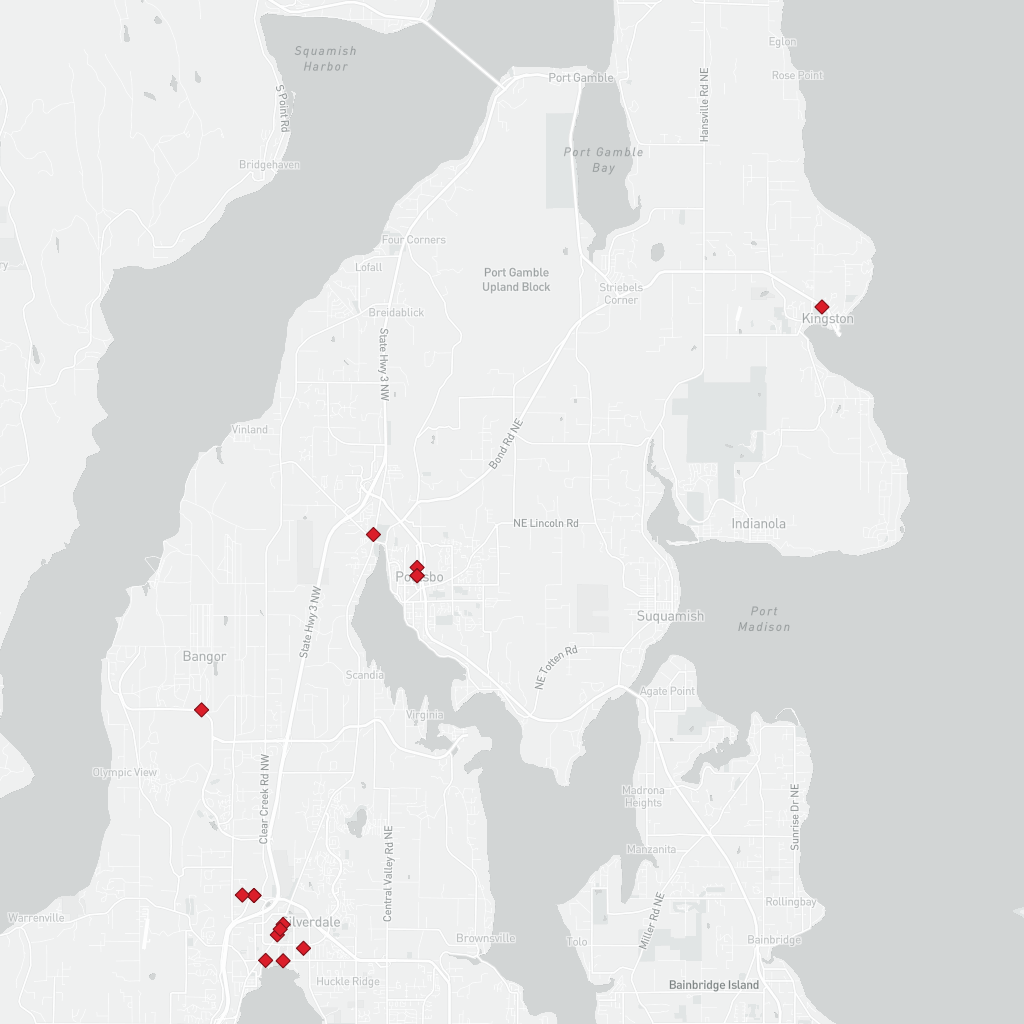 Eglon
Squamish
Harbor
Rose Point
Port Gamble
S Point Rd
Hansville Rd NE
Port Gamble
Bay
Bridgehaven
Four Corners
Lofall
Port Gamble
Upland Block
Striebels
Corner
Breidablick
Kingston
State Hwy 3 NW
Vinland
Bond Rd NE
NE Lincoln Rd
Indianola
Port
Madison
Suquamish
State Hwy 3 NW
Bangor
NE Totten Rd
Scandia
Agate Point
Virginia
Olympic View
Clear Creek Rd NW
Madrona
Heights
Sunrise Dr NE
Manzanita
Central Valley Rd NE
Rollingbay
Warrenville
Miller Rd NE
Brownsville
Tolo
Bainbridge
Huckle Ridge
Bainbridge Island